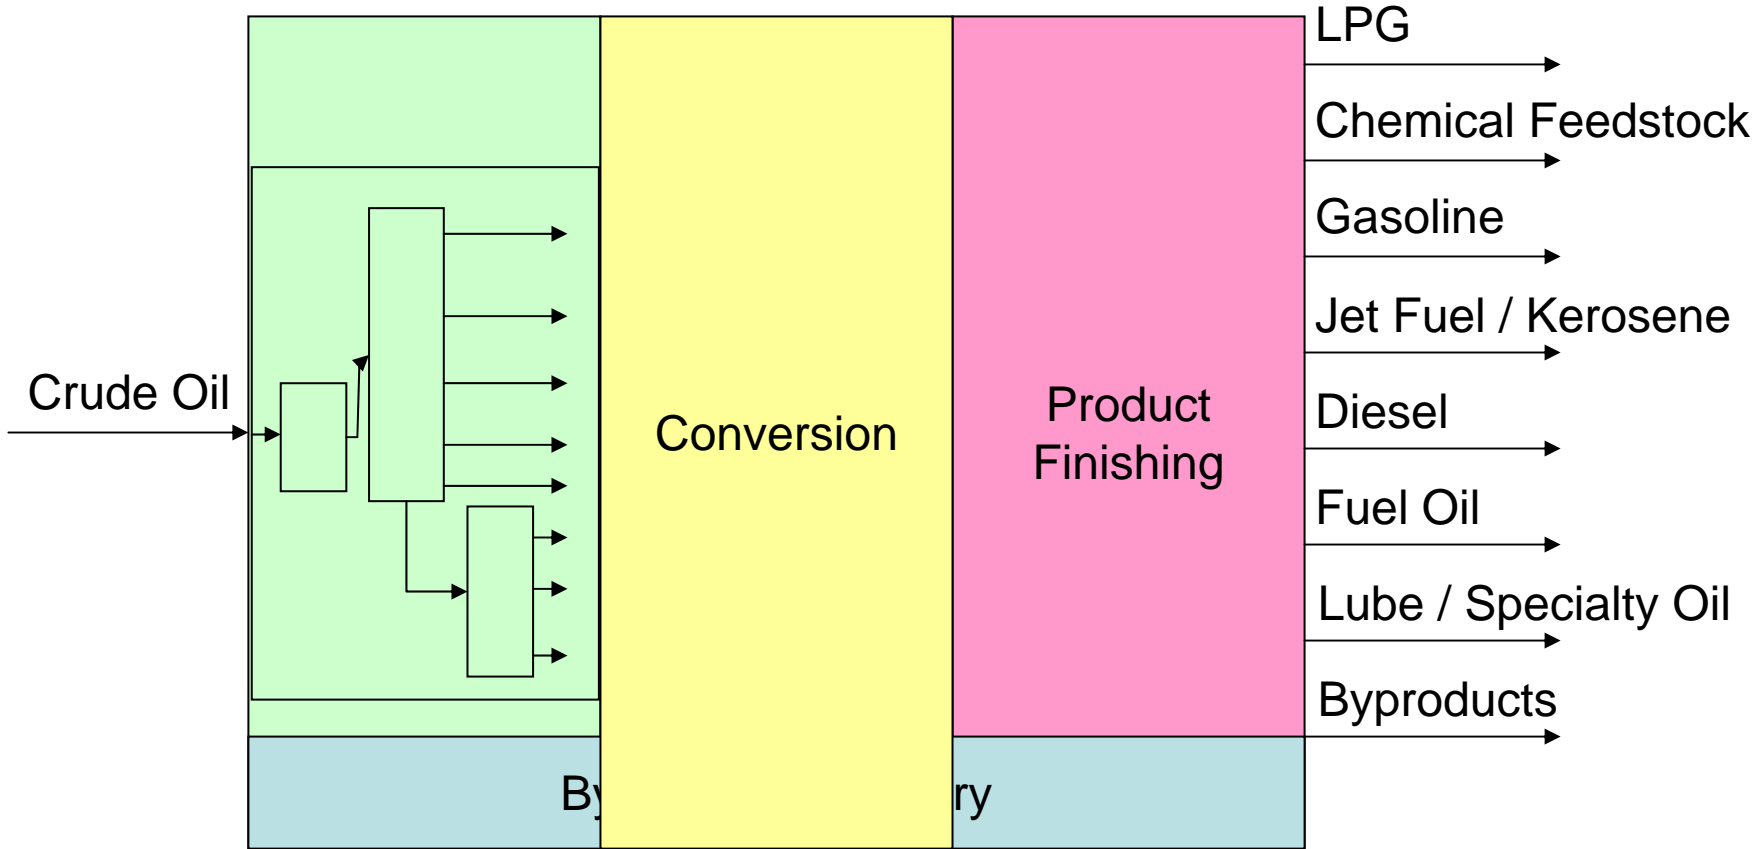 LPG
Chemical Feedstock
Gasoline
Jet Fuel / Kerosene
Crude Oil
Conversion
Product
Finishing
Diesel
Fuel Oil
Lube / Specialty Oil
Byproducts